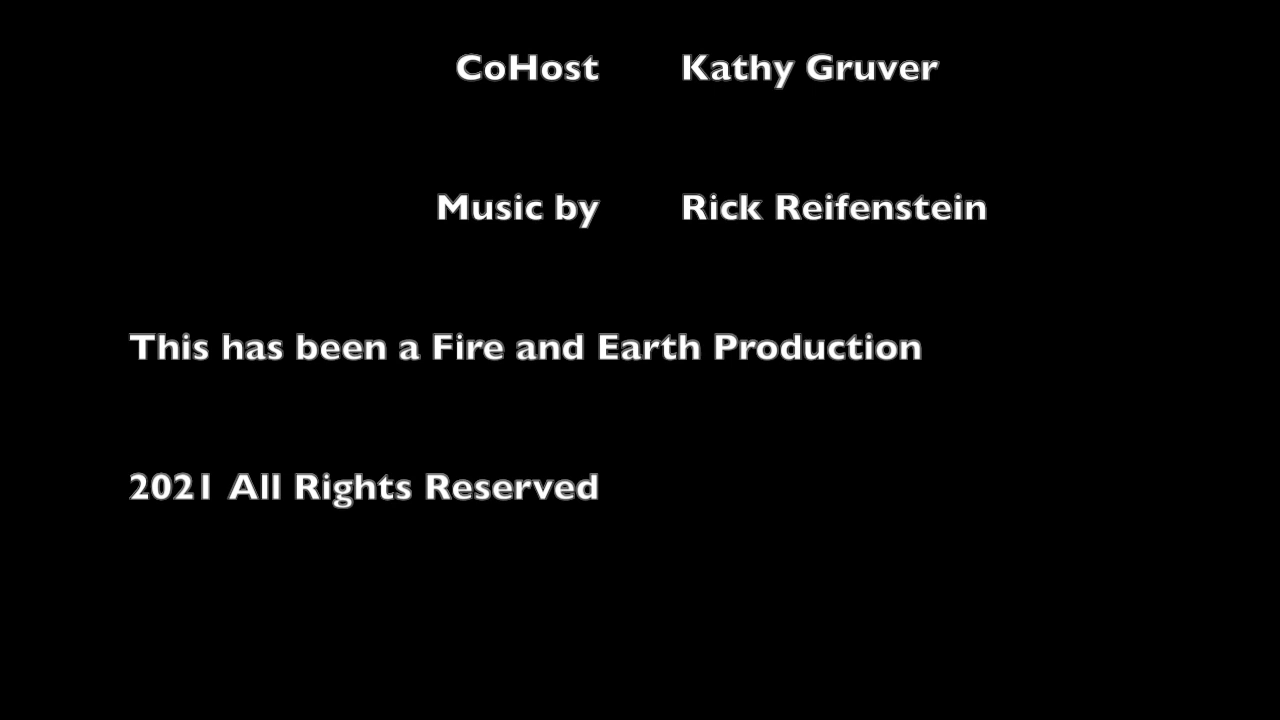 CoHost Kathy Gruver
Music by Rick Reifenstein
This has been a Fire and Earth Production
2021 All Rights Reserved